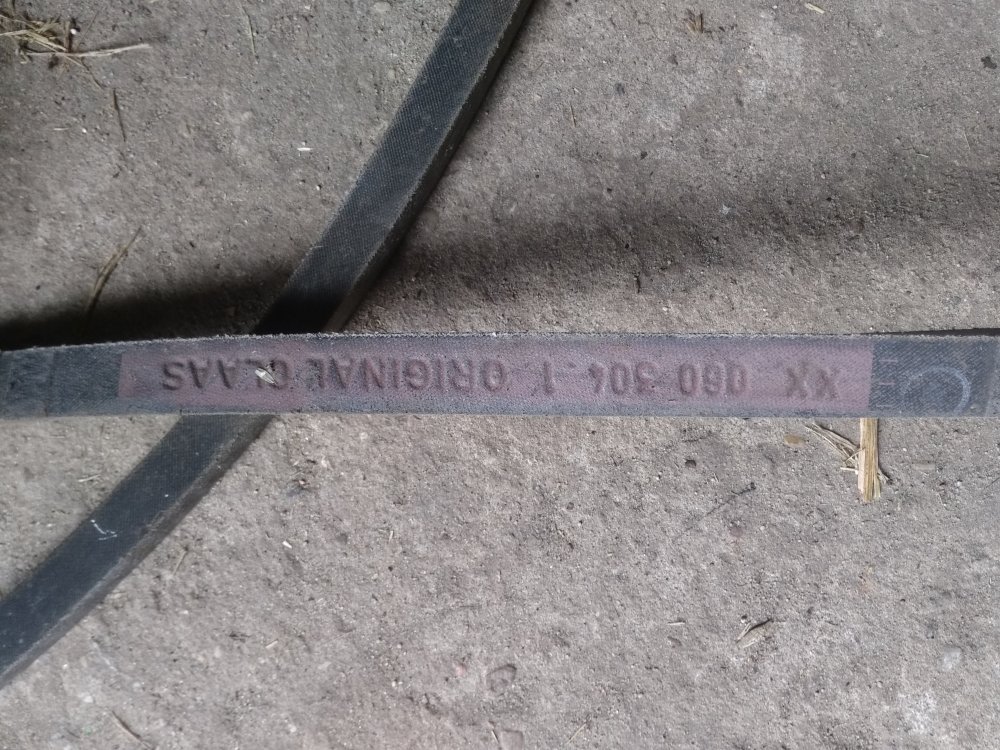 XX 060 304.1 ORIGINAL CLAAS